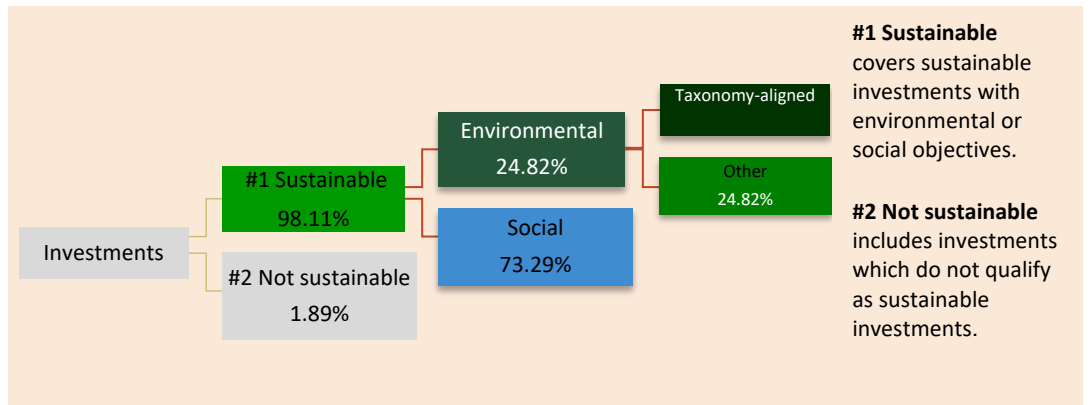 Investments
#1 Sustainable
98.11%
#2 Not sustainable
1.89%
Environmental
24.82%
Social
73.29%
Taxonomy-aligned
Other
24.82%
#1 Sustainable
covers sustainable
investments with
environmental or
social objectives.
#2 Not sustainable
includes investments
which do not qualify
as sustainable
investments.